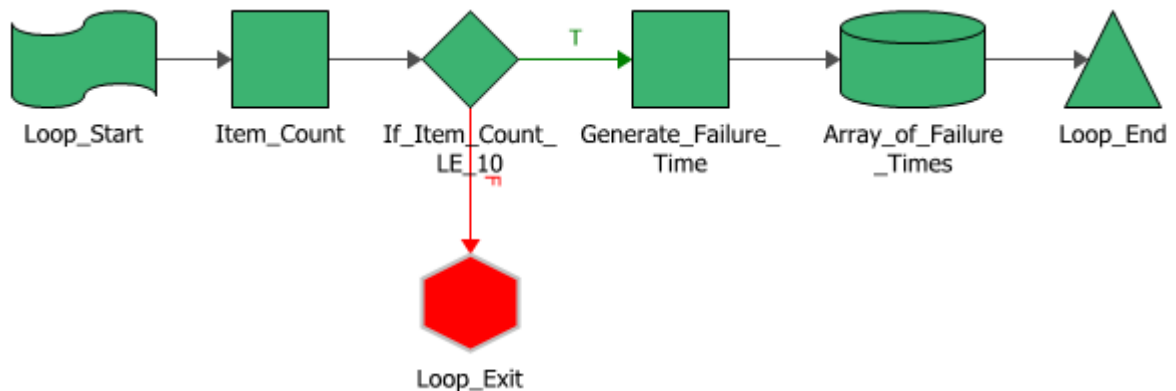 T
Loop_Start
Item_Count
If_Item_Count_
LE_10
Generate_Failure_
Time
Array_of_Failure
_Times
Loop_End
F
Loop_Exit